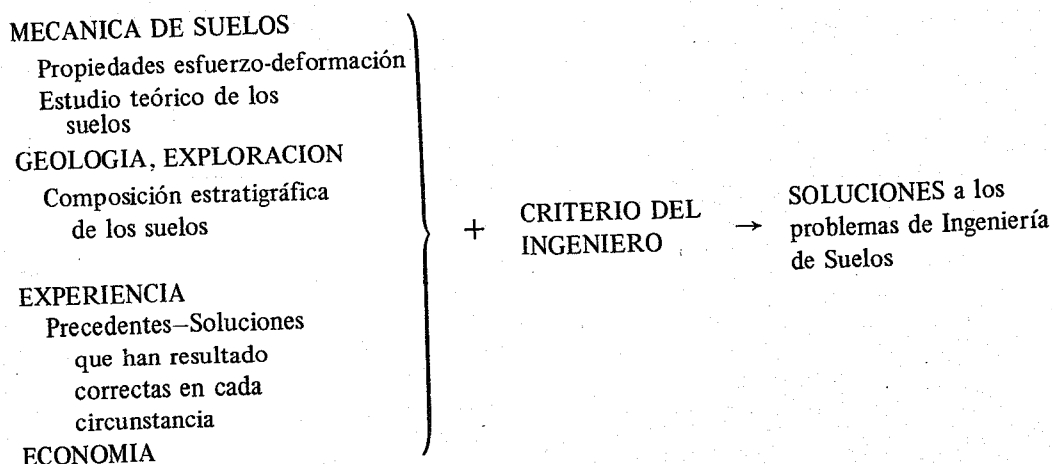 MECANICA DE SUELOS
Propiedades esfuerzo-deformación
Estudio teórico de los
suelos
GEOLOGIA, EXPLORACION
Composición estratigráfica
de los suelos
EXPERIENCIA
Precedentes—Soluciones
que han resultado
correctas en cada
circunstancia
ECONOMIA
+
CRITERIO DEL
INGENIERO
→
SOLUCIONES a los
problemas de Ingeniería
de Suelos